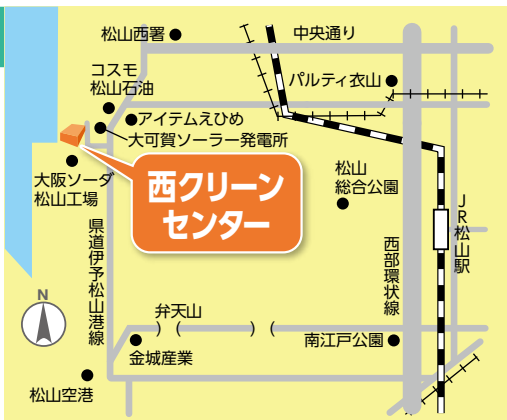 松山西署
中央通り
コスモ
松山石油
パルティ衣山
アイテムえひめ
大可賀ソーラー発電所
大阪ソーダ
松山工場
西クリーン
センター
松山
総合公園
JR松山駅
県道伊予松山港線
西部環状線
N
弁天山
金城産業
南江戸公園
松山空港